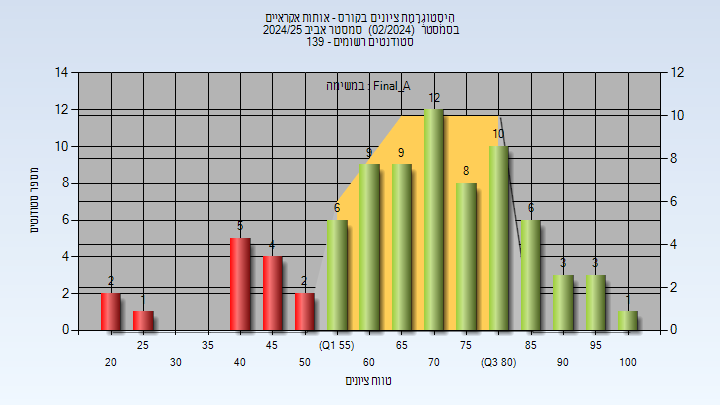 היסטוגרמת ציונים בקורס - אותות אקראיים
בסמסטר (02/2024) סמסטר אביב 2024/25
סטודנטים רשומים - 139
במשימה : Final_A
מספר סטודנטים
14 12 10 8 6 4 2 0
12 10 8 6 4 2 0
2 1 5 4 2 6 9 9 12 8 10 6 3 3 1
25 35 45 (Q1 55) 65 75 85 95
20 30 40 50 60 70 (Q3 80) 90 100
טווח ציונים